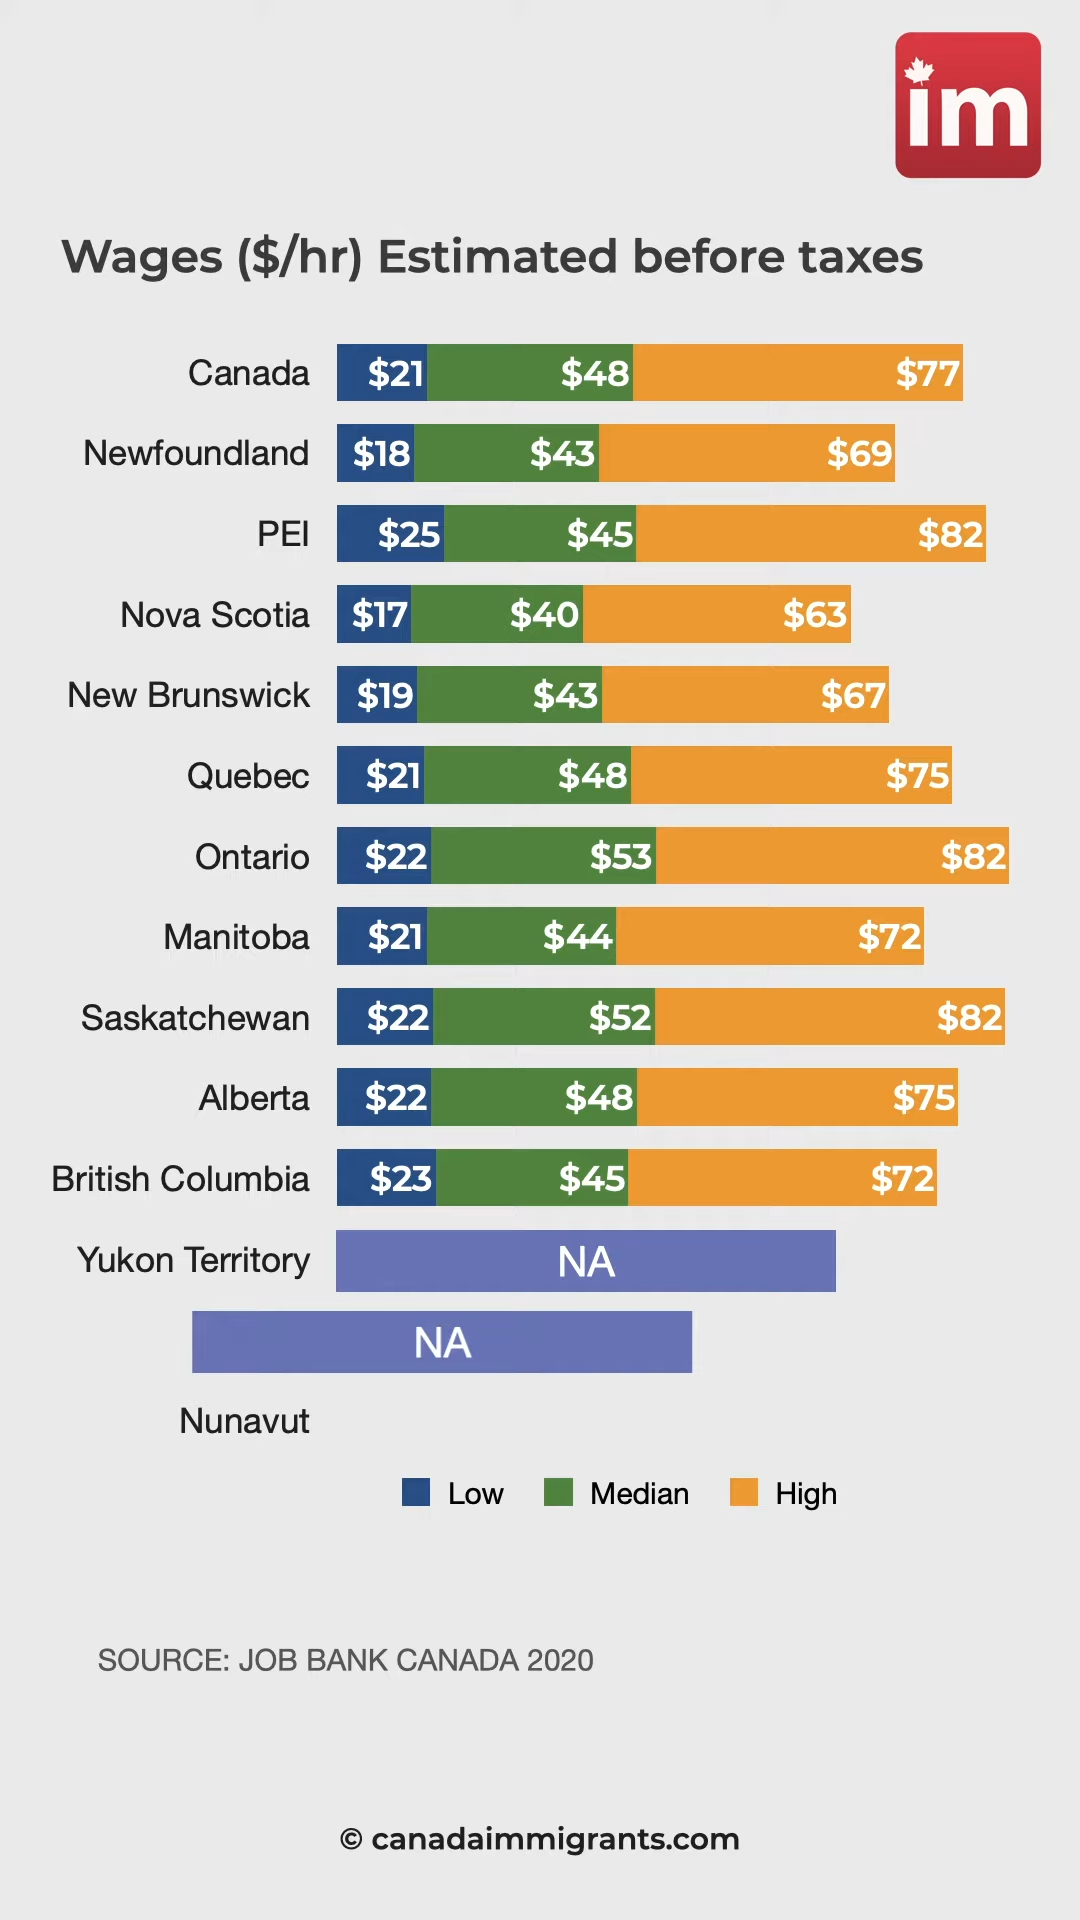 im
Wages ($/hr) Estimated before taxes
Canada $21 $48 $77
Newfoundland $18 $43 $69
PEI $25 $45 $82
Nova Scotia $17 $40 $63
New Brunswick $19 $43 $67
Quebec $21 $48 $75
Ontario $22 $53 $82
Manitoba $21 $44 $72
Saskatchewan $22 $52 $82
Alberta $22 $48 $75
British Columbia $23 $45 $72
Yukon Territory NA
NA
Nunavut
Low Median High
SOURCE: JOB BANK CANADA 2020
© canadaimmigrants.com